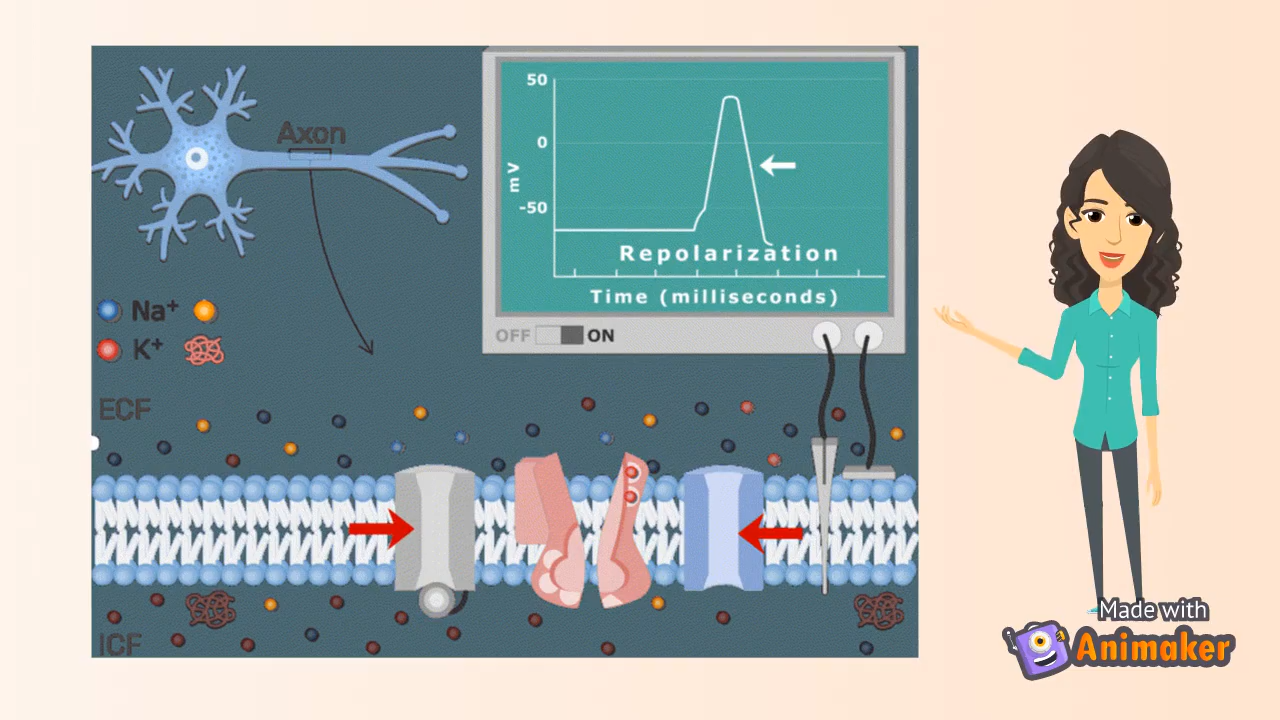 Axon
50
0
-50
mV
Repolarization
Time (milliseconds)
OFF ON
Na⁺
K⁺
ECF
ICF
Made with
Animaker